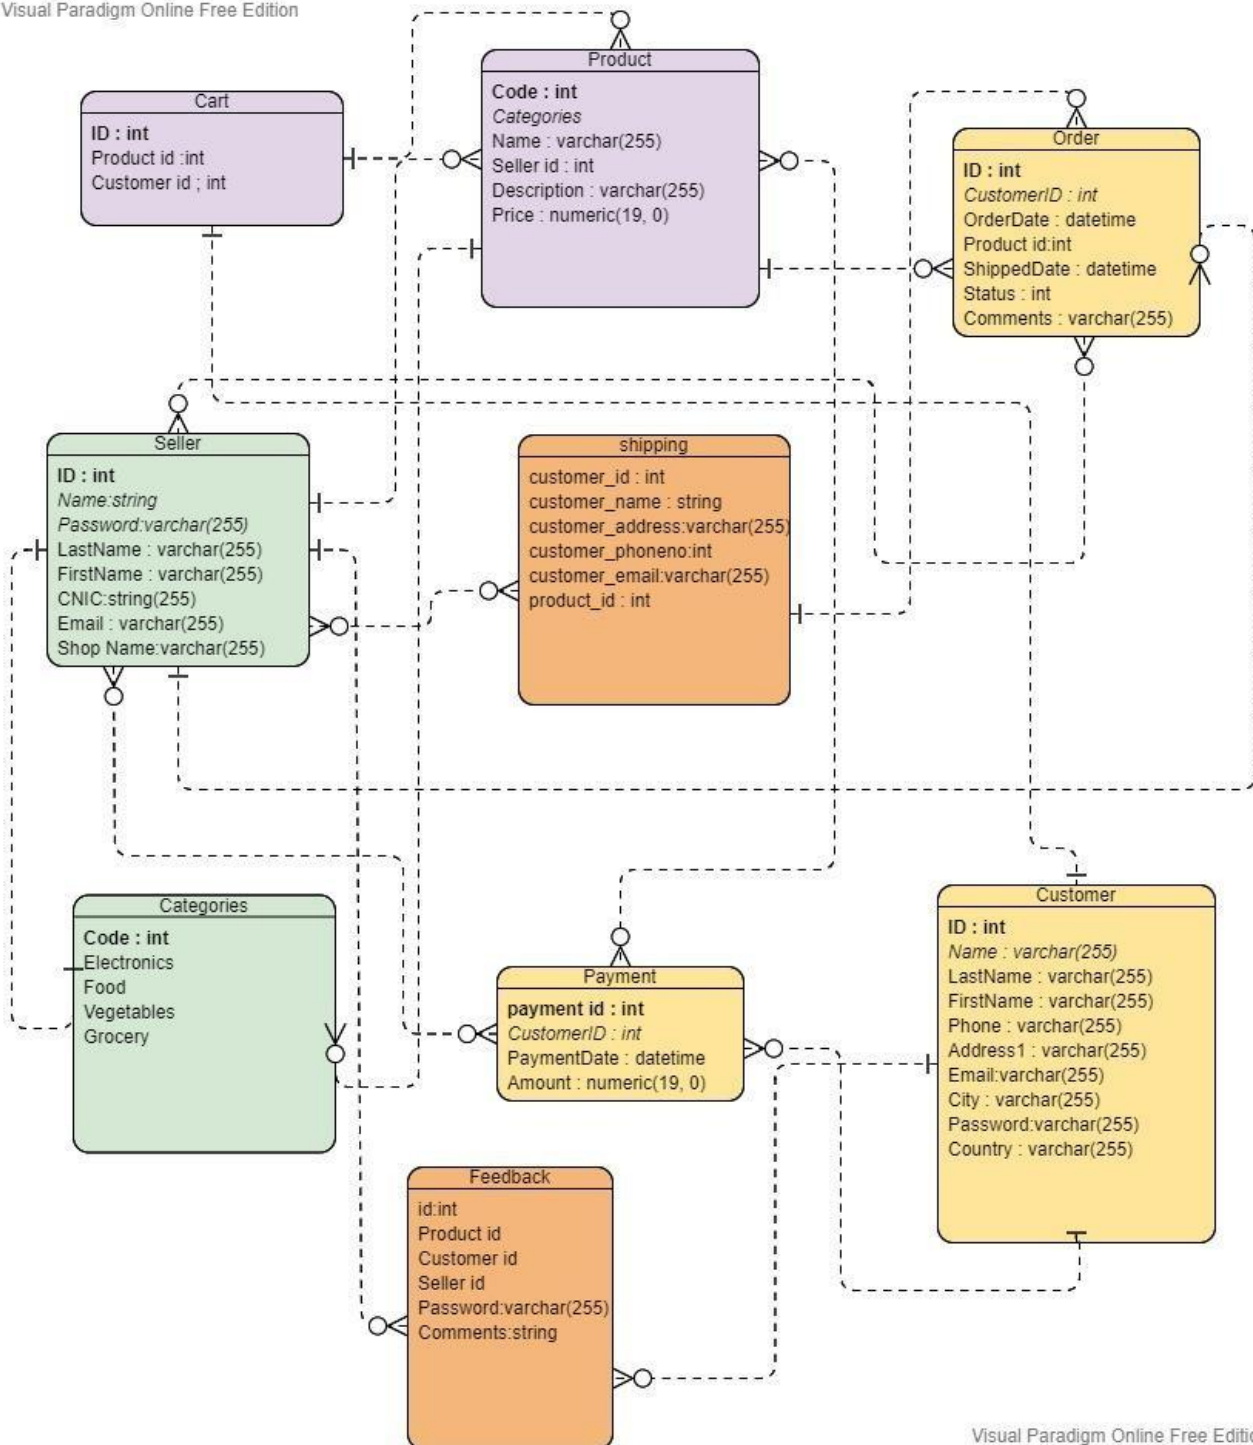 Visual Paradigm Online Free Edition
Product
Code : int
Categories
Name : varchar(255)
Seller id : int
Description : varchar(255)
Price : numeric(19, 0)
Cart
ID : int
Product id :int
Customer id ; int
Order
ID : int
CustomerID : int
OrderDate : datetime
Product id:int
ShippedDate : datetime
Status : int
Comments : varchar(255)
Seller
ID : int
Name:string
Password:varchar(255)
LastName : varchar(255)
FirstName : varchar(255)
CNIC:string(255)
Email : varchar(255)
Shop Name:varchar(255)
shipping
customer_id : int
customer_name : string
customer_address:varchar(255)
customer_phoneno:int
customer_email:varchar(255)
product_id : int
Categories
Code : int
Electronics
Food
Vegetables
Grocery
Payment
payment id : int
CustomerID : int
PaymentDate : datetime
Amount : numeric(19, 0)
Customer
ID : int
Name : varchar(255)
LastName : varchar(255)
FirstName : varchar(255)
Phone : varchar(255)
Address1 : varchar(255)
Email:varchar(255)
City : varchar(255)
Password:varchar(255)
Country : varchar(255)
Feedback
id:int
Product id
Customer id
Seller id
Password:varchar(255)
Comments:string
Visual Paradigm Online Free Editio